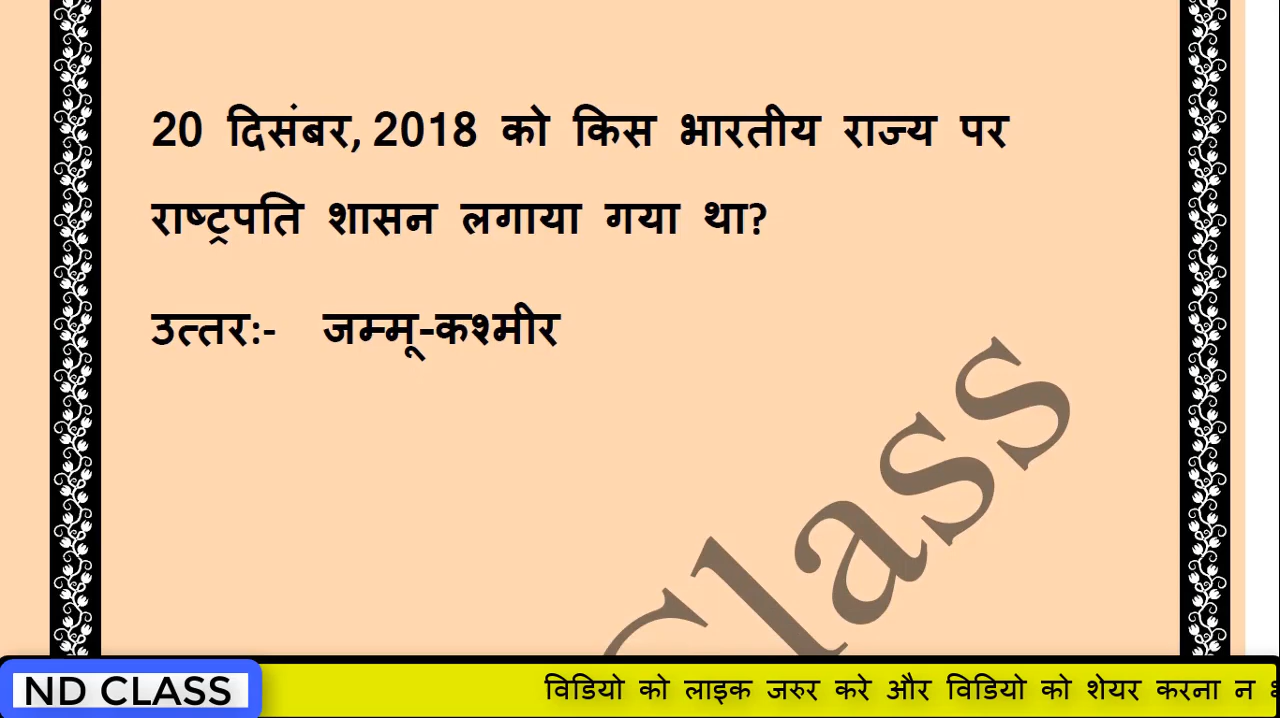 20 दिसंबर, 2018 को किस भारतीय राज्य पर
राष्ट्रपति शासन लगाया गया था?
उत्तर:- जम्मू-कश्मीर
Class
ND CLASS
विडियो को लाइक जरुर करे और विडियो को शेयर करना न